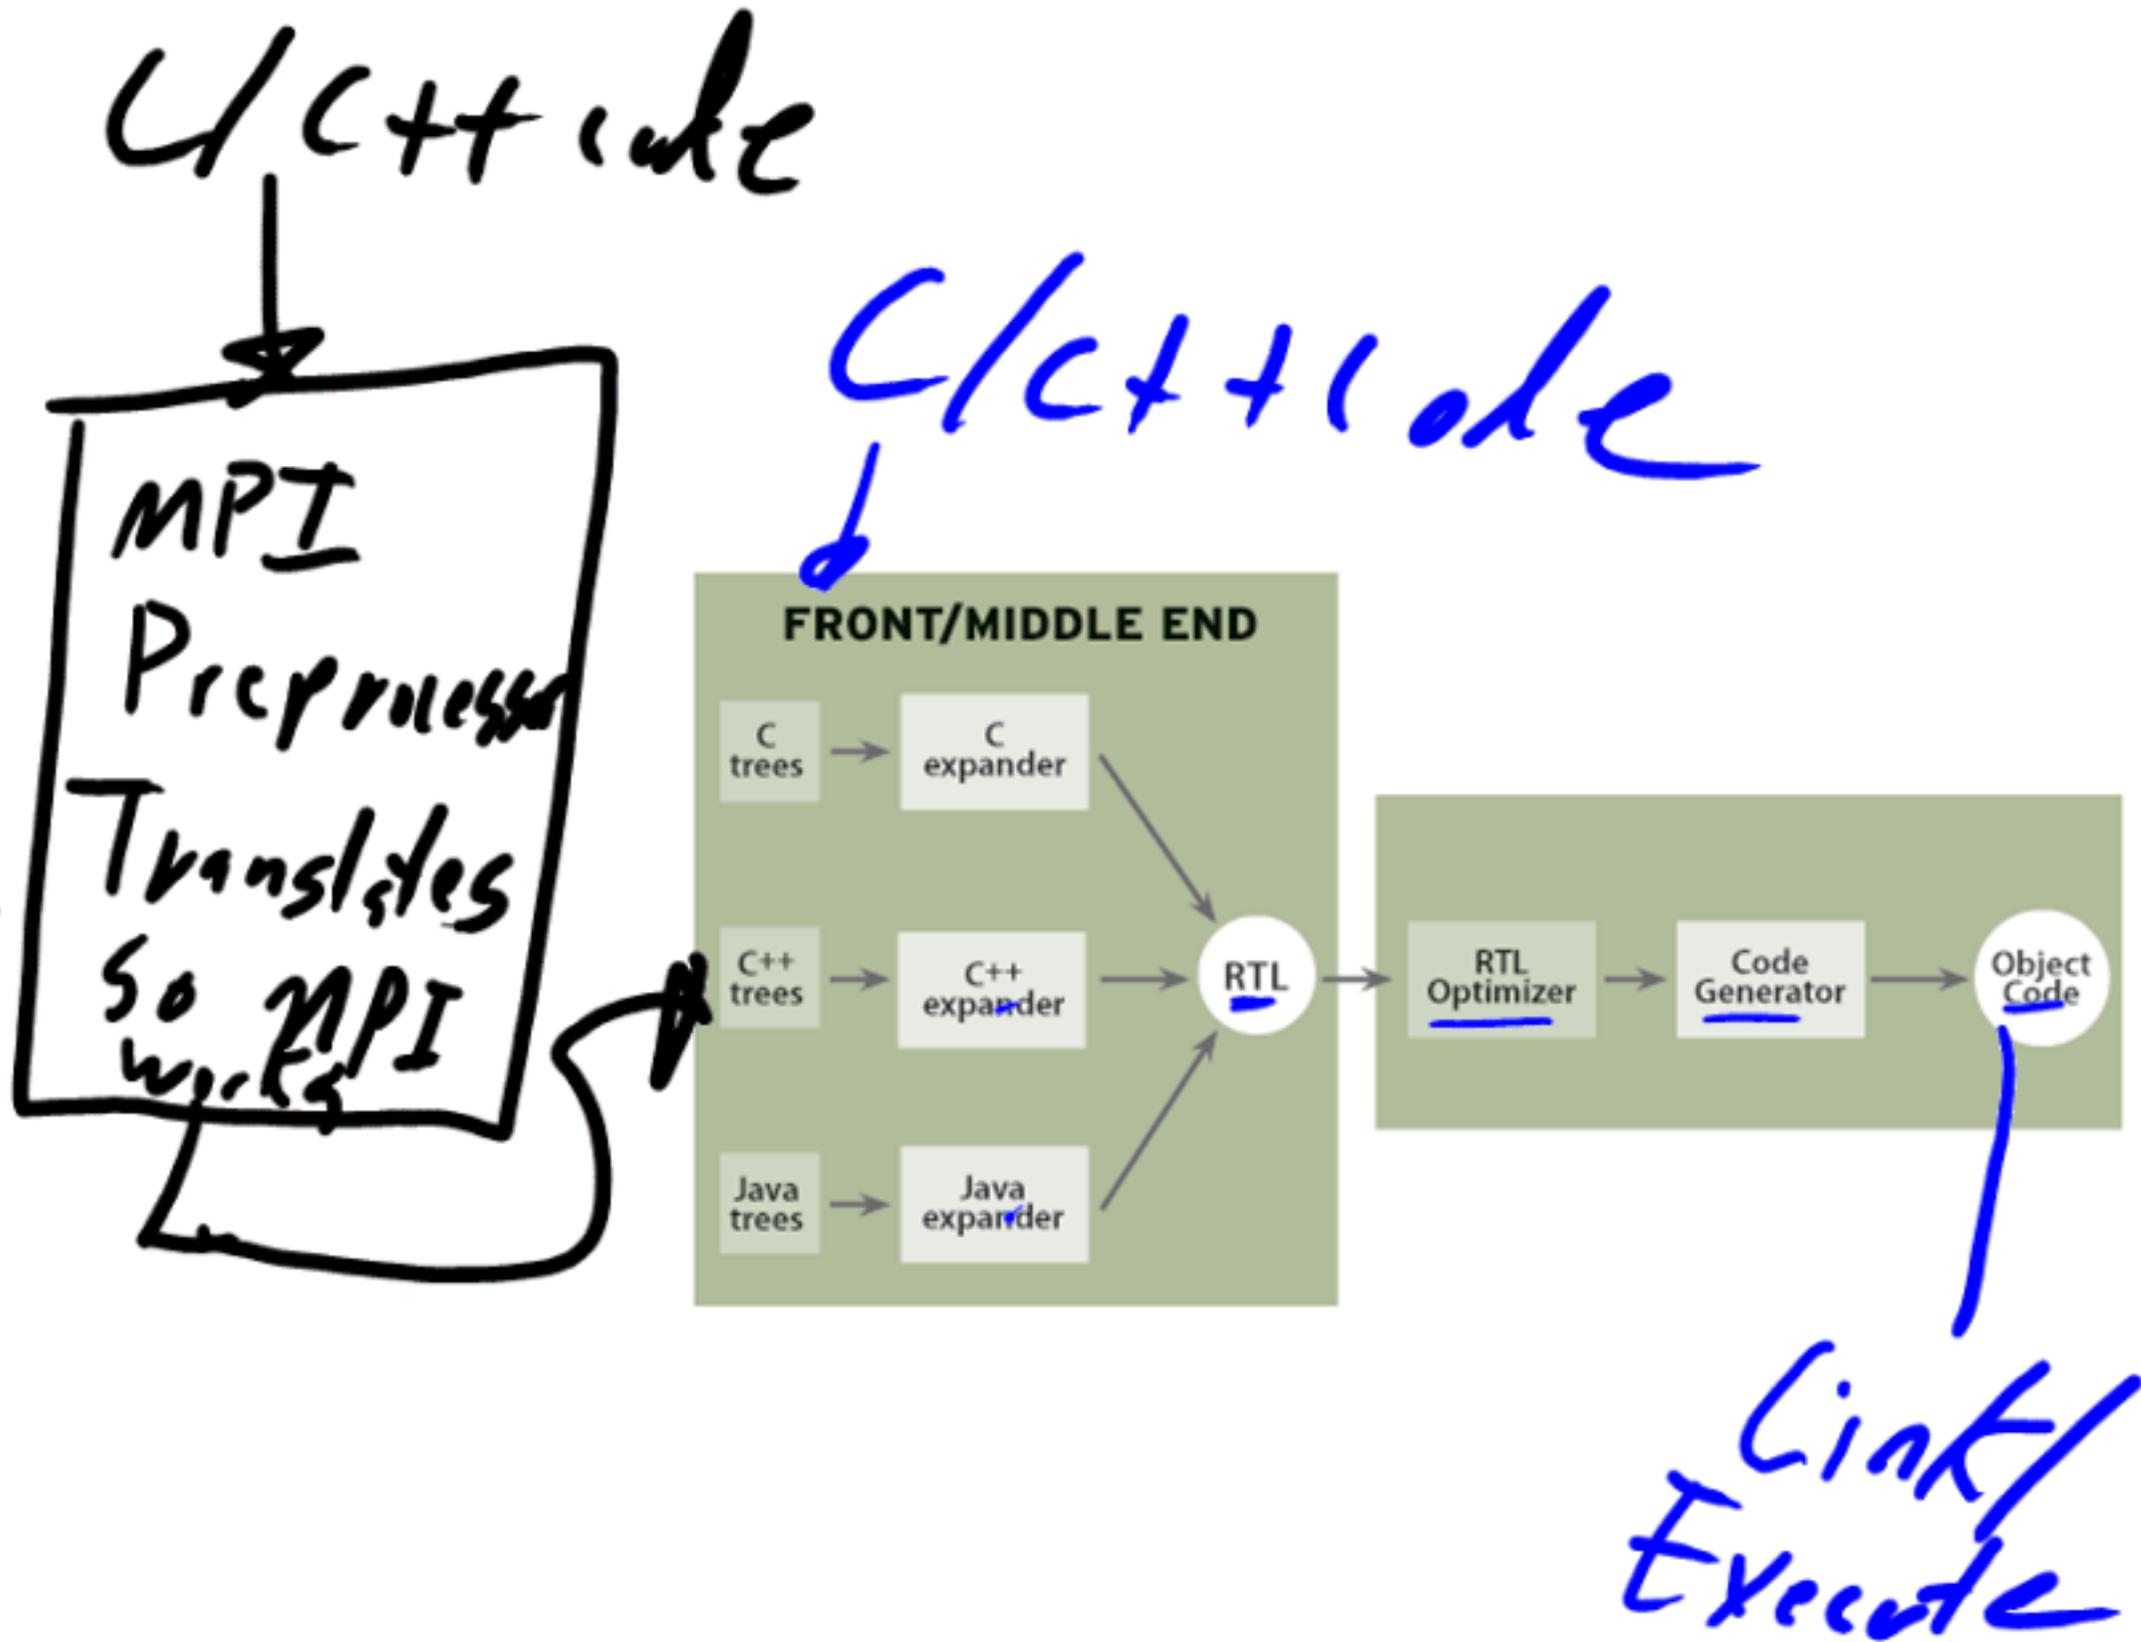 C/C++ code
C/C++ code
MPI
Preprocessor
Translates
So MPI
works
FRONT/MIDDLE END
C
trees
C
expander
C++
trees
C++
expander
Java
trees
Java
expander
RTL
RTL
Optimizer
Code
Generator
Object
Code
Link/
Execute